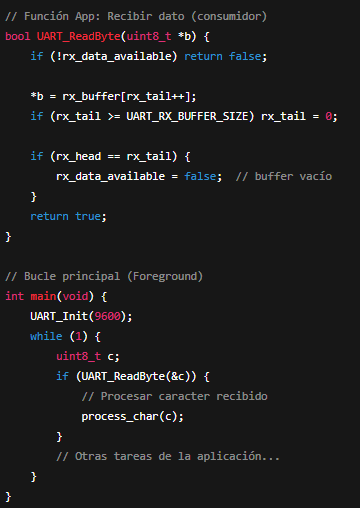 // Función App: Recibir dato (consumidor)
bool UART_ReadByte(uint8_t *b) {
    if (!rx_data_available) return false;

    *b = rx_buffer[rx_tail++];
    if (rx_tail >= UART_RX_BUFFER_SIZE) rx_tail = 0;

    if (rx_head == rx_tail) {
        rx_data_available = false;  // buffer vacío
    }
    return true;
}

// Bucle principal (Foreground)
int main(void) {
    UART_Init(9600);
    while (1) {
        uint8_t c;
        if (UART_ReadByte(&c)) {
            // Procesar caracter recibido
            process_char(c);
        }
        // Otras tareas de la aplicación...
    }
}